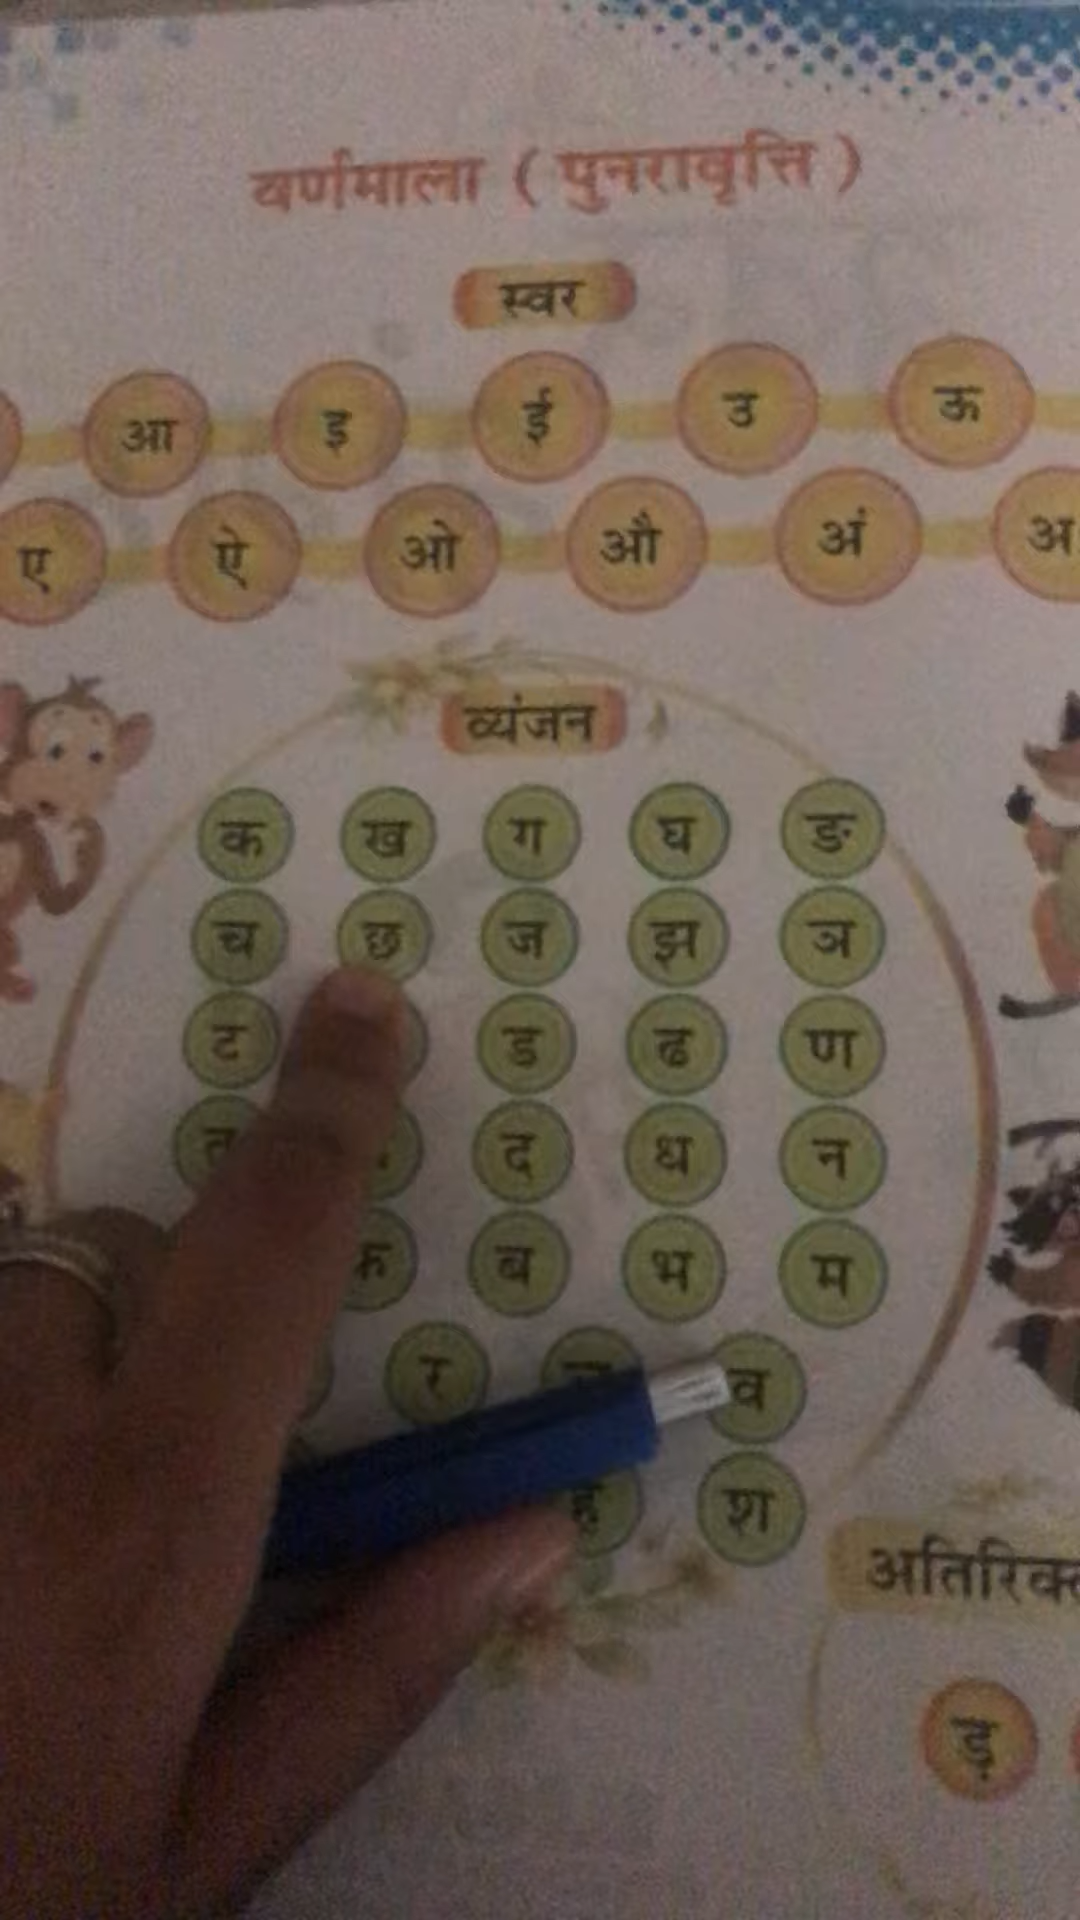 वर्णमाला ( पुनरावृत्ति )
स्वर
आ इ ई उ ऊ
ए ऐ ओ औ अं
व्यंजन
क ख ग घ ङ
च छ ज झ ञ
ट ड ढ ण
त द ध न
फ ब भ म
र व
ह श
अतिरिक्त
ड़